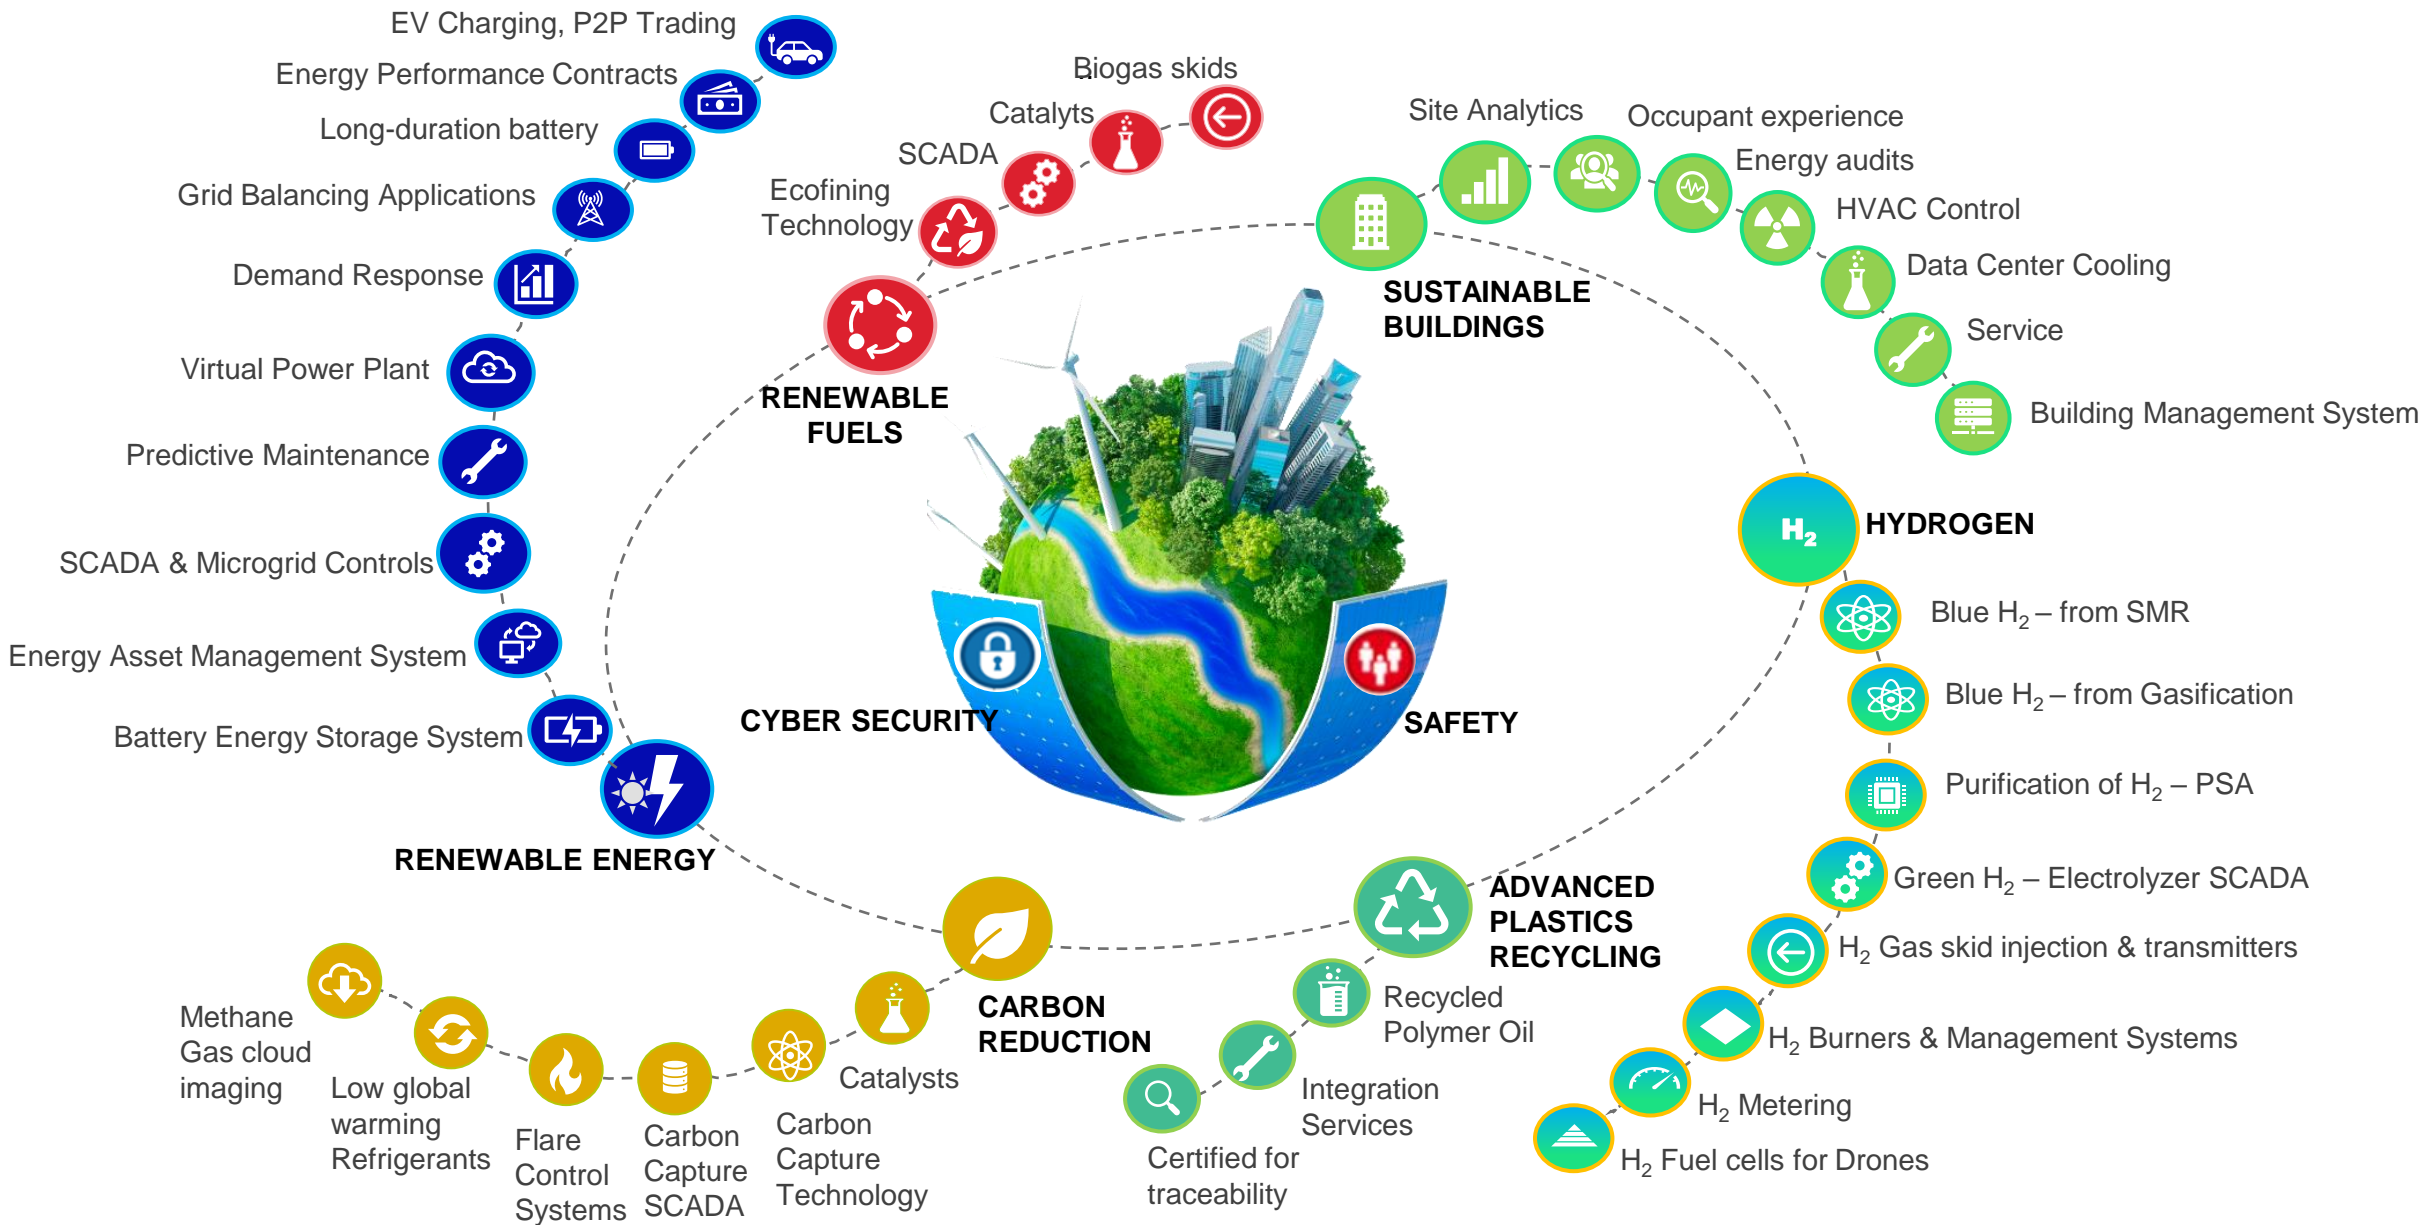 EV Charging, P2P Trading
Energy Performance Contracts
Long-duration battery
Grid Balancing Applications
Demand Response
Virtual Power Plant
Predictive Maintenance
SCADA & Microgrid Controls
Energy Asset Management System
Battery Energy Storage System
RENEWABLE ENERGY
Biogas skids
Catalyts
SCADA
Ecofining
Technology
RENEWABLE
FUELS
Site Analytics
Occupant experience
Energy audits
HVAC Control
Data Center Cooling
Service
Building Management System
SUSTAINABLE
BUILDINGS
H₂
HYDROGEN
Blue H₂ – from SMR
Blue H₂ – from Gasification
Purification of H₂ – PSA
Green H₂ – Electrolyzer SCADA
H₂ Gas skid injection & transmitters
H₂ Burners & Management Systems
H₂ Metering
H₂ Fuel cells for Drones
CYBER SECURITY
SAFETY
ADVANCED
PLASTICS
RECYCLING
Recycled
Polymer Oil
Integration
Services
Certified for
traceability
CARBON
REDUCTION
Catalysts
Carbon
Capture
Technology
Carbon
Capture
SCADA
Flare
Control
Systems
Low global
warming
Refrigerants
Methane
Gas cloud
imaging